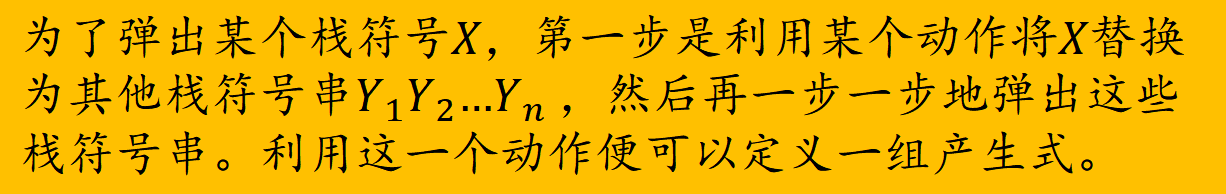 为了弹出某个栈符号X，第一步是利用某个动作将X替换
为其他栈符号串Y₁Y₂…Yₙ，然后再一步一步地弹出这些
栈符号串。利用这一个动作便可以定义一组产生式。